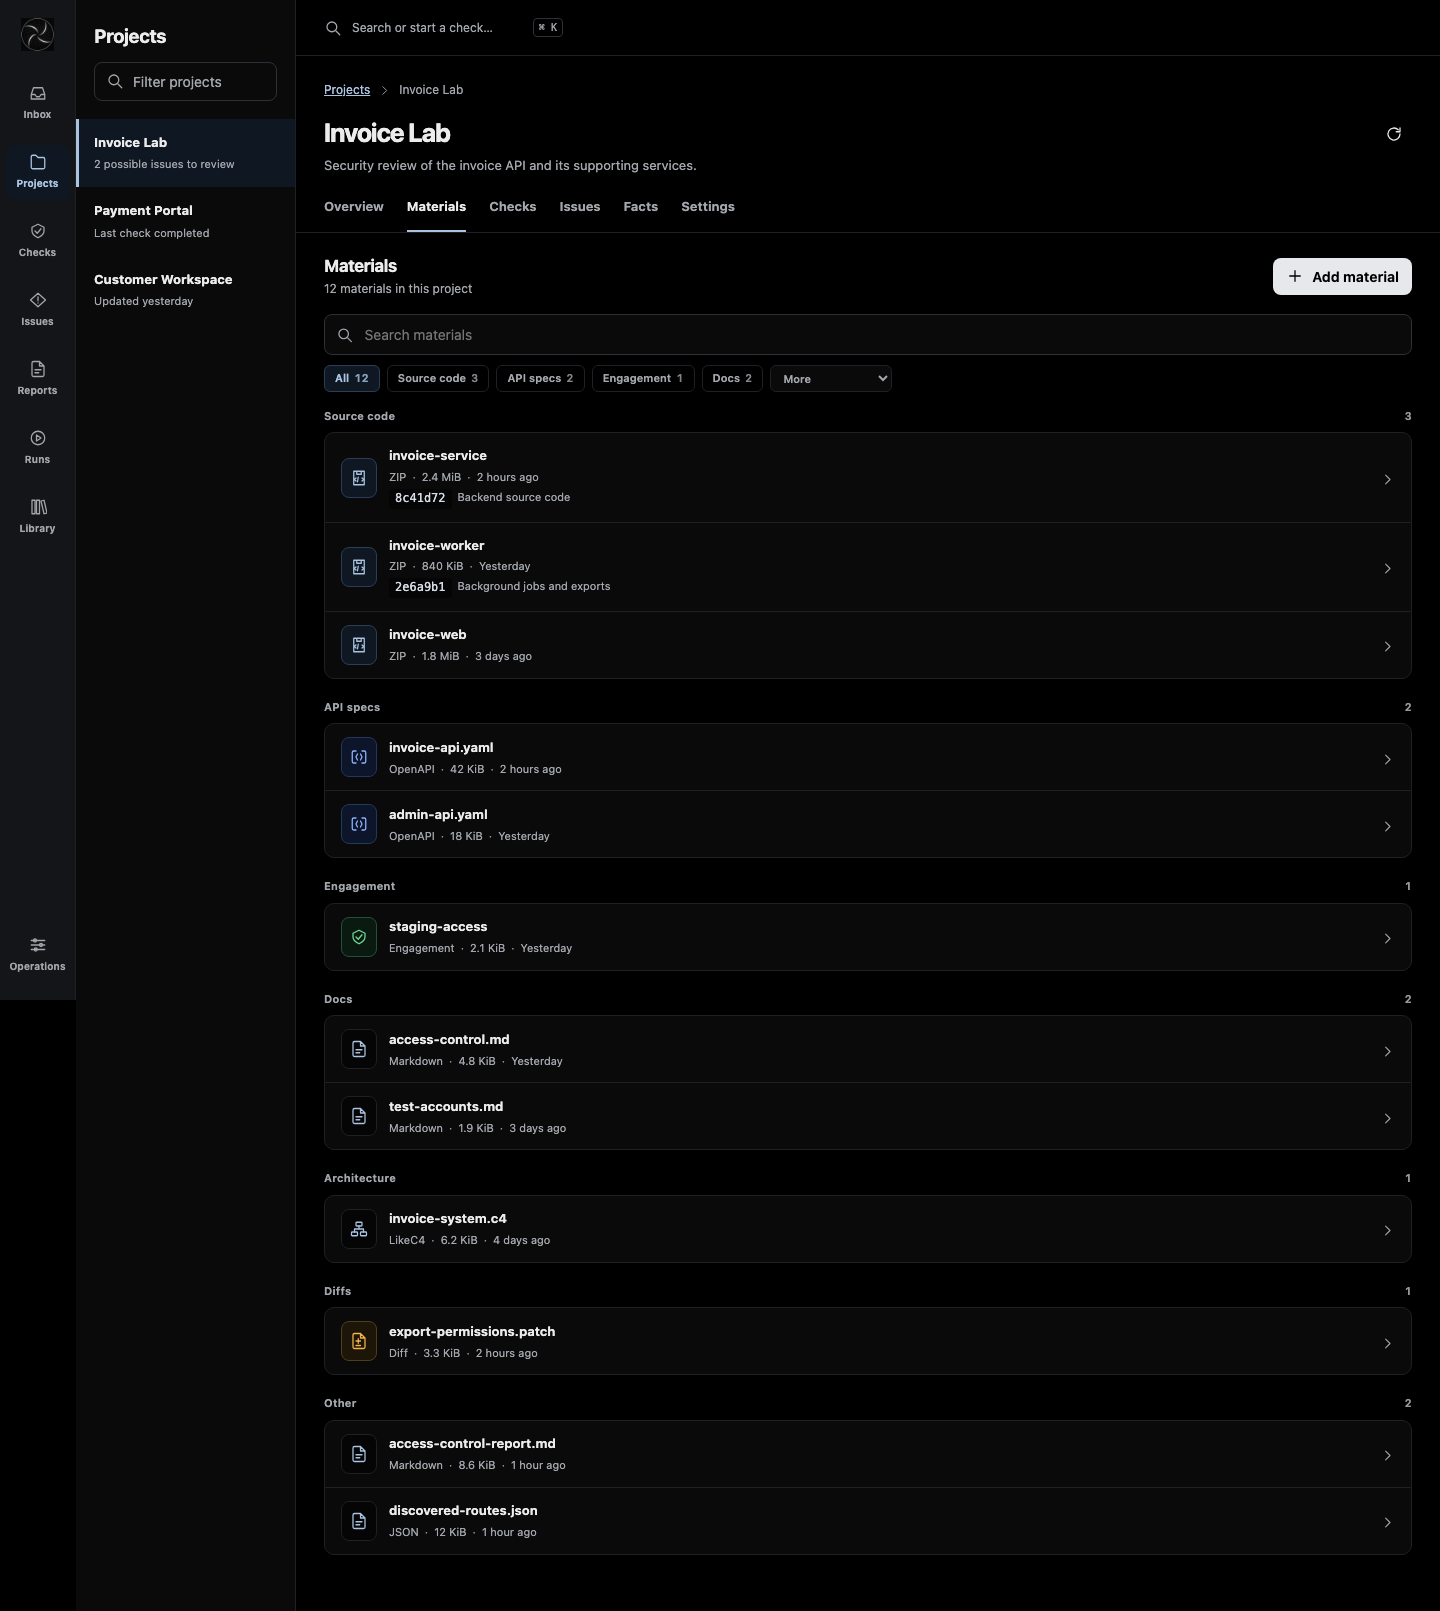 Inbox
Projects
Checks
Issues
Reports
Runs
Library
Operations
Projects
Filter projects
Invoice Lab
2 possible issues to review
Payment Portal
Last check completed
Customer Workspace
Updated yesterday
Search or start a check... ⌘ K
Projects > Invoice Lab
Invoice Lab
Security review of the invoice API and its supporting services.
Overview Materials Checks Issues Facts Settings
Materials
12 materials in this project
+ Add material
Search materials
All 12 Source code 3 API specs 2 Engagement 1 Docs 2 More
Source code 3
invoice-service
ZIP · 2.4 MiB · 2 hours ago
8c41d72 Backend source code
invoice-worker
ZIP · 840 KiB · Yesterday
2e6a9b1 Background jobs and exports
invoice-web
ZIP · 1.8 MiB · 3 days ago
API specs 2
invoice-api.yaml
OpenAPI · 42 KiB · 2 hours ago
admin-api.yaml
OpenAPI · 18 KiB · Yesterday
Engagement 1
staging-access
Engagement · 2.1 KiB · Yesterday
Docs 2
access-control.md
Markdown · 4.8 KiB · Yesterday
test-accounts.md
Markdown · 1.9 KiB · 3 days ago
Architecture 1
invoice-system.c4
LikeC4 · 6.2 KiB · 4 days ago
Diffs 1
export-permissions.patch
Diff · 3.3 KiB · 2 hours ago
Other 2
access-control-report.md
Markdown · 8.6 KiB · 1 hour ago
discovered-routes.json
JSON · 12 KiB · 1 hour ago